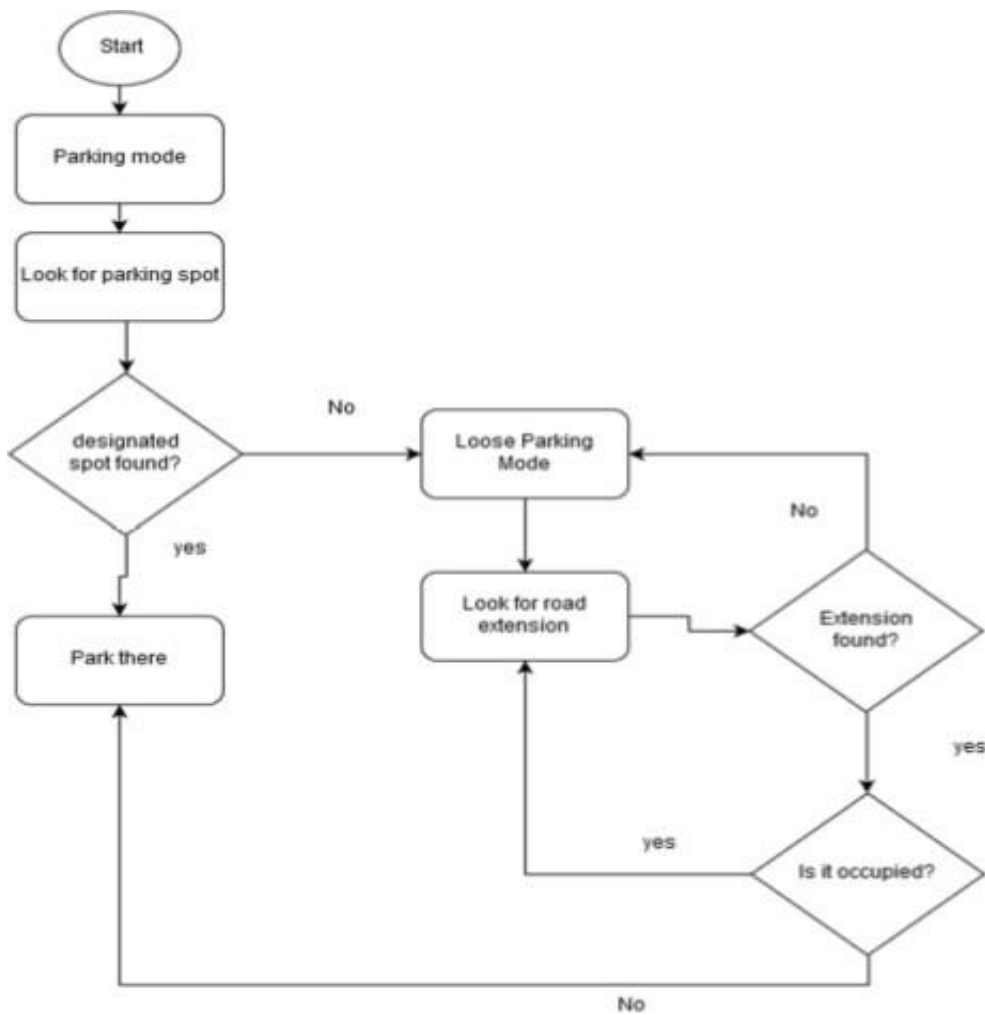 Start
Parking mode
Look for parking spot
designated
spot found?
No
yes
Park there
Loose Parking
Mode
Look for road
extension
No
Extension
found?
yes
Is it occupied?
yes
No